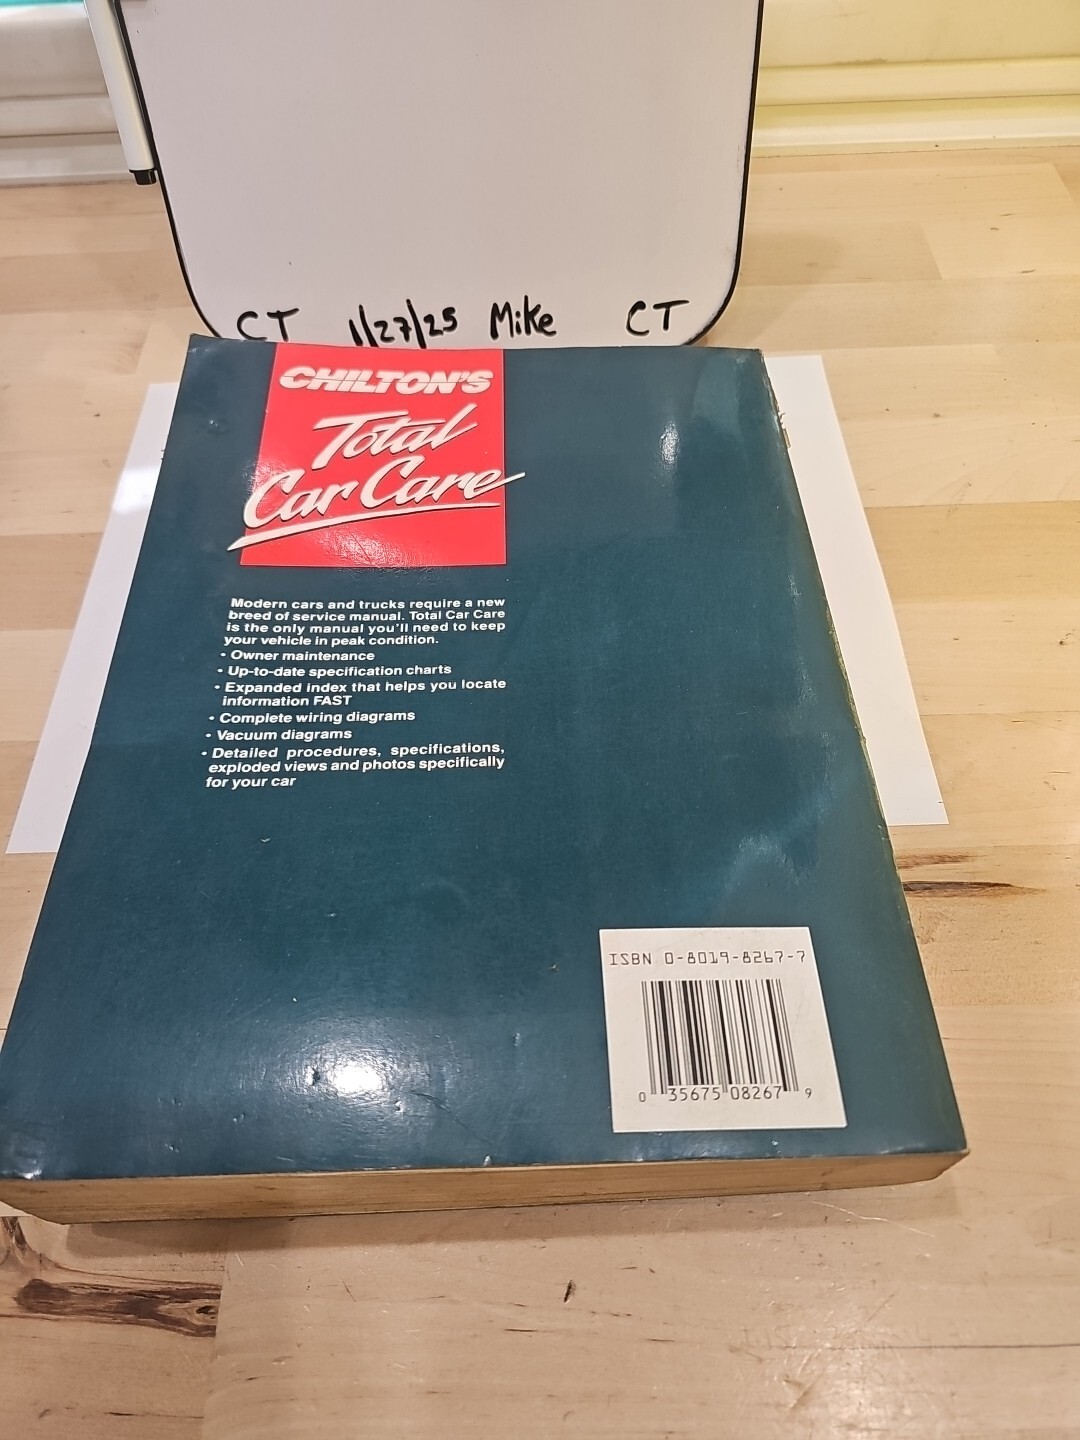 CT 1/27/25 Mike CT
CHILTON'S
Total
Car Care
Modern cars and trucks require a new
breed of service manual. Total Car Care
is the only manual you'll need to keep
your vehicle in peak condition.
• Owner maintenance
• Up-to-date specification charts
• Expanded index that helps you locate
information FAST
• Complete wiring diagrams
• Vacuum diagrams
• Detailed procedures, specifications,
exploded views and photos specifically
for your car
ISBN 0-8019-8267-7
0 35675 08267 9